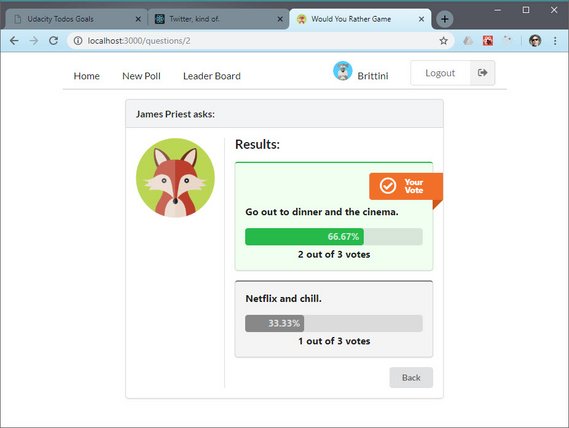 Udacity Todos Goals
Twitter, kind of.
Would You Rather Game
localhost:3000/questions/2
Home
New Poll
Leader Board
Brittini
Logout
James Priest asks:
Results:
Your
Vote
Go out to dinner and the cinema.
66.67%
2 out of 3 votes
Netflix and chill.
33.33%
1 out of 3 votes
Back